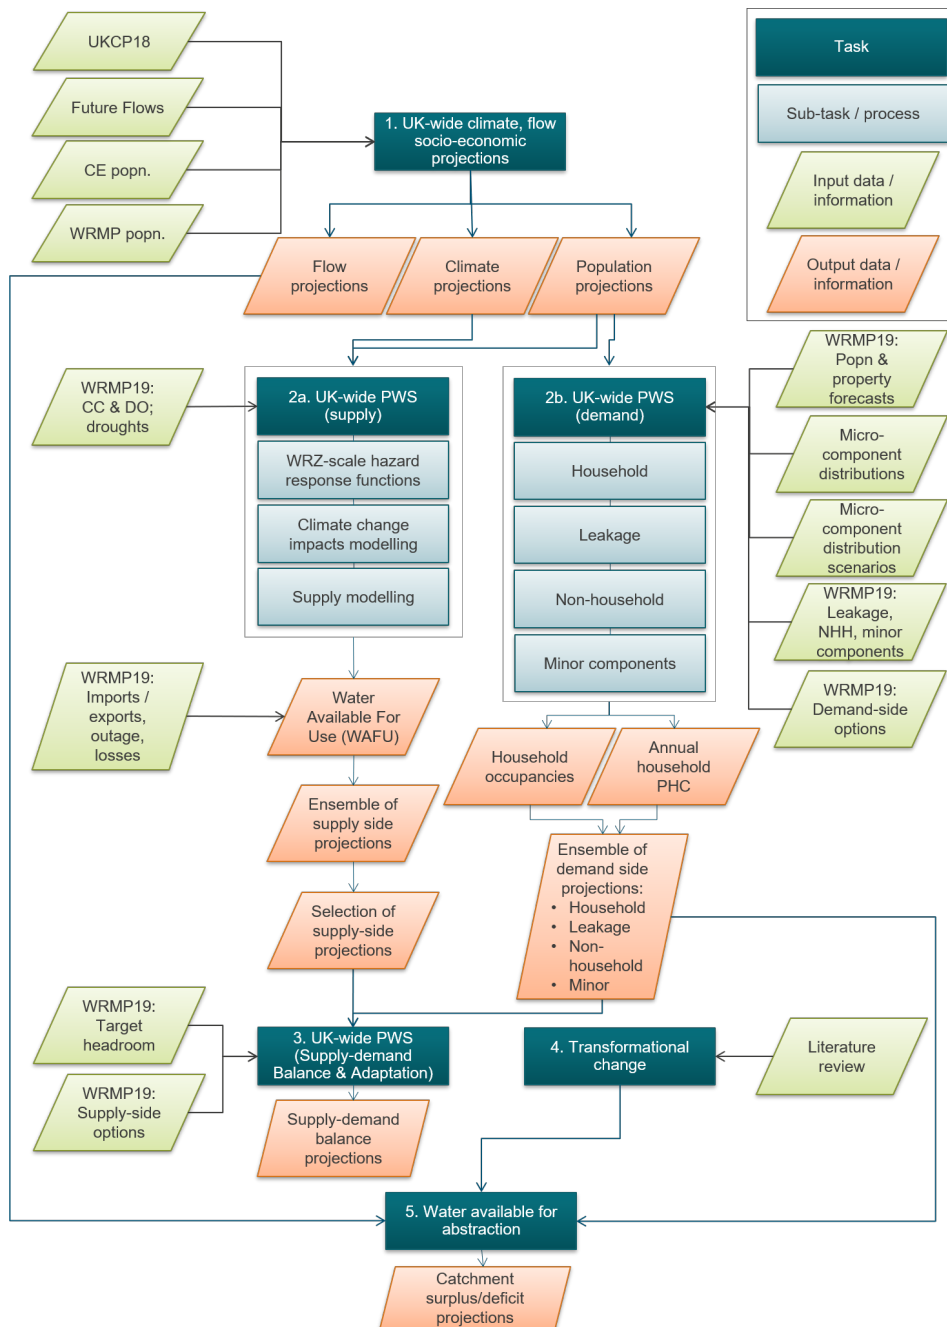 UKCP18
Future Flows
CE popn.
WRMP popn.
1. UK-wide climate, flow
socio-economic
projections
Task
Sub-task / process
Input data /
information
Output data /
information
Flow
projections
Climate
projections
Population
projections
WRMP19:
CC & DO;
droughts
2a. UK-wide PWS
(supply)
WRZ-scale hazard
response functions
Climate change
impacts modelling
Supply modelling
2b. UK-wide PWS
(demand)
Household
Leakage
Non-household
Minor components
WRMP19:
Popn &
property
forecasts
Micro-
component
distributions
Micro-
component
distribution
scenarios
WRMP19:
Leakage,
NHH, minor
components
WRMP19:
Demand-side
options
WRMP19:
Imports /
exports,
outage,
losses
Water
Available For
Use (WAFU)
Ensemble of
supply side
projections
Selection of
supply-side
projections
Household
occupancies
Annual
household
PHC
Ensemble of
demand side
projections:
• Household
• Leakage
• Non-
household
• Minor
WRMP19:
Target
headroom
WRMP19:
Supply-side
options
3. UK-wide PWS
(Supply-demand
Balance & Adaptation)
Supply-demand
balance
projections
4. Transformational
change
Literature
review
5. Water available for
abstraction
Catchment
surplus/deficit
projections